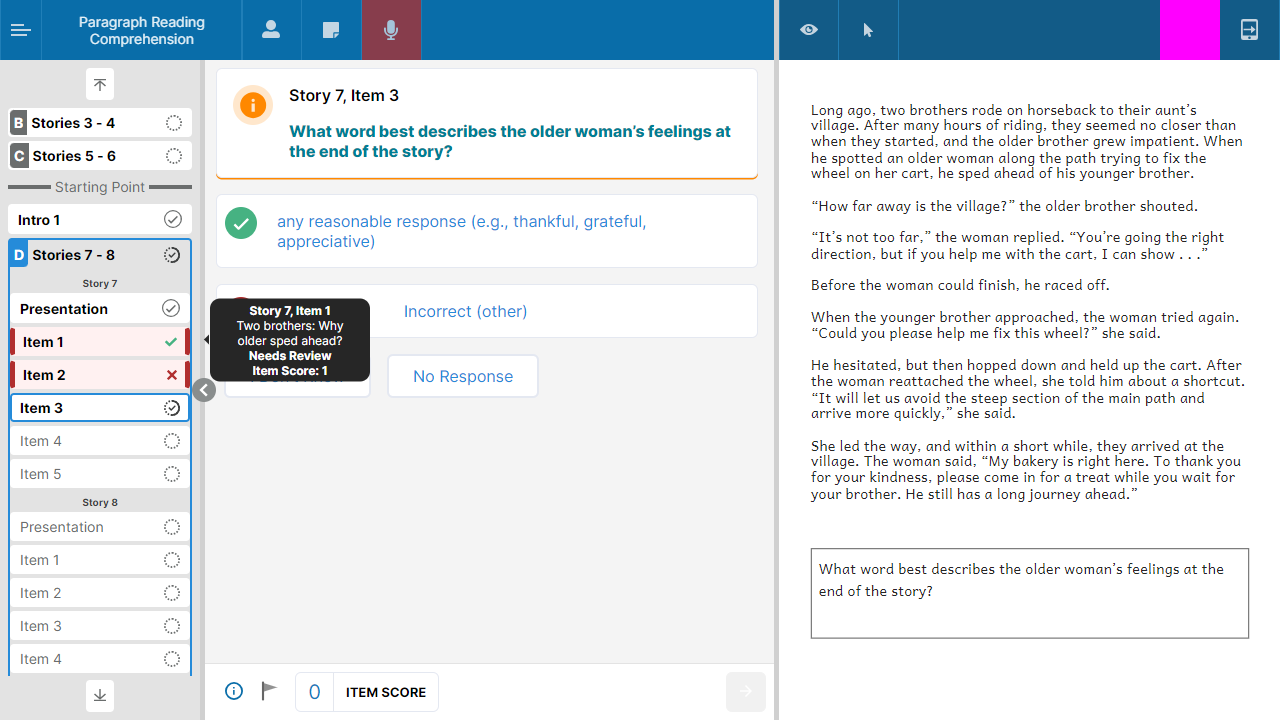 Paragraph Reading
Comprehension
B Stories 3 - 4
C Stories 5 - 6
Starting Point
Intro 1
D Stories 7 - 8
Story 7
Presentation
Item 1
Item 2
Item 3
Item 4
Item 5
Story 8
Presentation
Item 1
Item 2
Item 3
Item 4
Story 7, Item 3
What word best describes the older woman’s feelings at
the end of the story?
any reasonable response (e.g., thankful, grateful,
appreciative)
Incorrect (other)
Story 7, Item 1
Two brothers: Why
older sped ahead?
Needs Review
Item Score: 1
No Response
0 ITEM SCORE
Long ago, two brothers rode on horseback to their aunt’s
village. After many hours of riding, they seemed no closer than
when they started, and the older brother grew impatient. When
he spotted an older woman along the path trying to fix the
wheel on her cart, he sped ahead of his younger brother.
“How far away is the village?” the older brother shouted.
“It’s not too far,” the woman replied. “You’re going the right
direction, but if you help me with the cart, I can show . . .”
Before the woman could finish, he raced off.
When the younger brother approached, the woman tried again.
“Could you please help me fix this wheel?” she said.
He hesitated, but then hopped down and held up the cart. After
the woman reattached the wheel, she told him about a shortcut.
“It will let us avoid the steep section of the main path and
arrive more quickly,” she said.
She led the way, and within a short while, they arrived at the
village. The woman said, “My bakery is right here. To thank you
for your kindness, please come in for a treat while you wait for
your brother. He still has a long journey ahead.”
What word best describes the older woman’s feelings at the
end of the story?